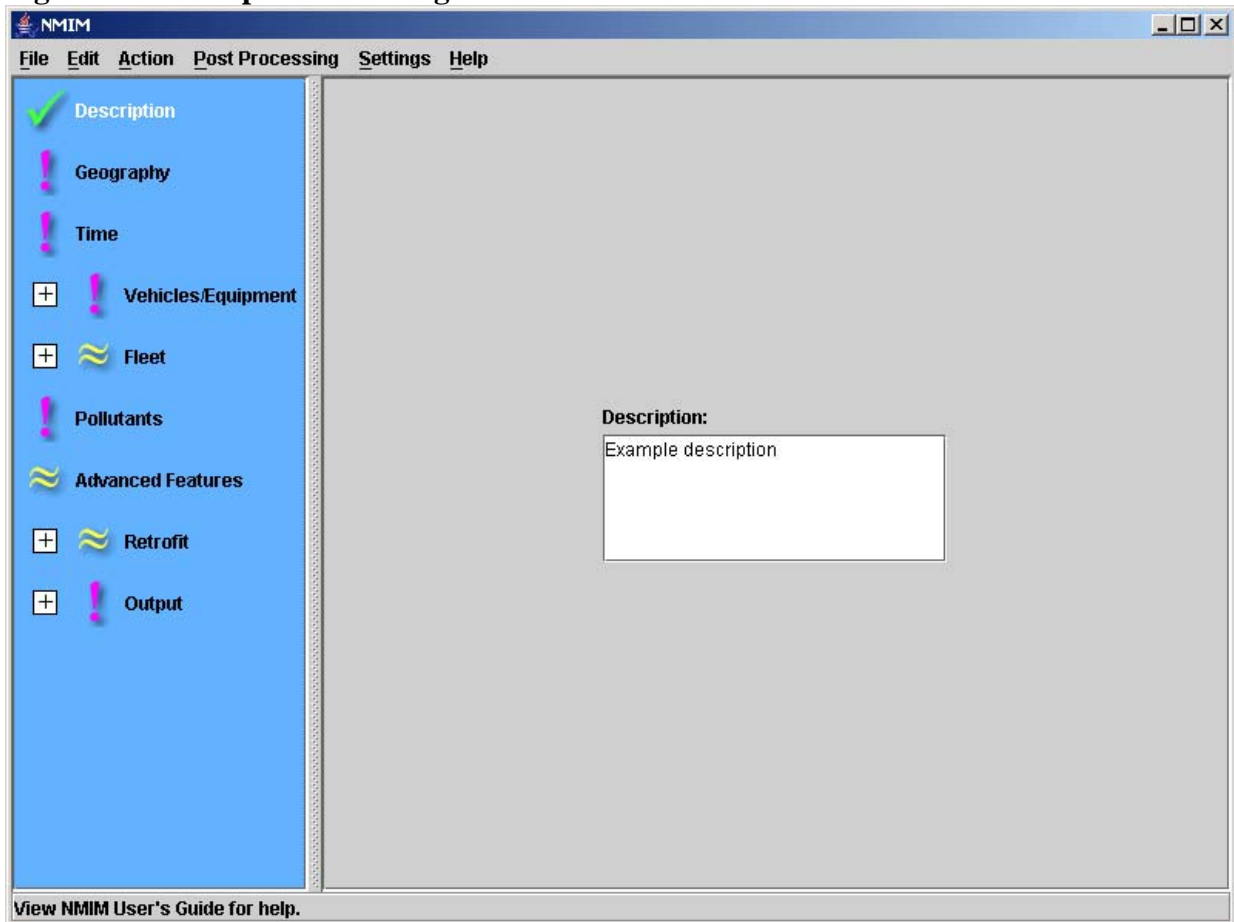 NMIM
File Edit Action Post Processing Settings Help
Description
Geography
Time
Vehicles/Equipment
Fleet
Pollutants
Advanced Features
Retrofit
Output
Description:
Example description
View NMIM User's Guide for help.